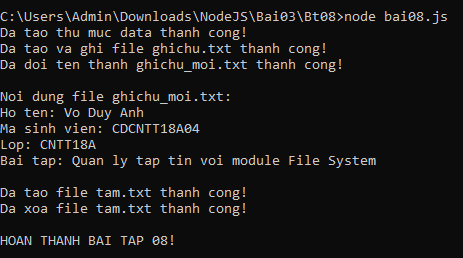 C:\Users\Admin\Downloads\NodeJS\Bai03\Bt08>node bai08.js
Da tao thu muc data thanh cong!
Da tao va ghi file ghichu.txt thanh cong!
Da doi ten thanh ghichu_moi.txt thanh cong!
Noi dung file ghichu_moi.txt:
Ho ten: Vo Duy Anh
Ma sinh vien: CDCNTT18A04
Lop: CNTT18A
Bai tap: Quan ly tap tin voi module File System
Da tao file tam.txt thanh cong!
Da xoa file tam.txt thanh cong!
HOAN THANH BAI TAP 08!